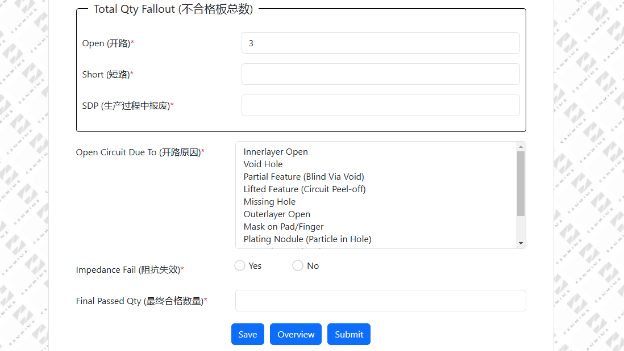 Total Qty Fallout (不合格板总数)
Open (开路)*
3
Short (短路)*
SDP (生产过程中报废)*
Open Circuit Due To (开路原因)*
Innerlayer Open
Void Hole
Partial Feature (Blind Via Void)
Lifted Feature (Circuit Peel-off)
Missing Hole
Outerlayer Open
Mask on Pad/Finger
Plating Nodule (Particle in Hole)
Impedance Fail (阻抗失效)*
Yes
No
Final Passed Qty (最终合格数量)*
Save
Overview
Submit